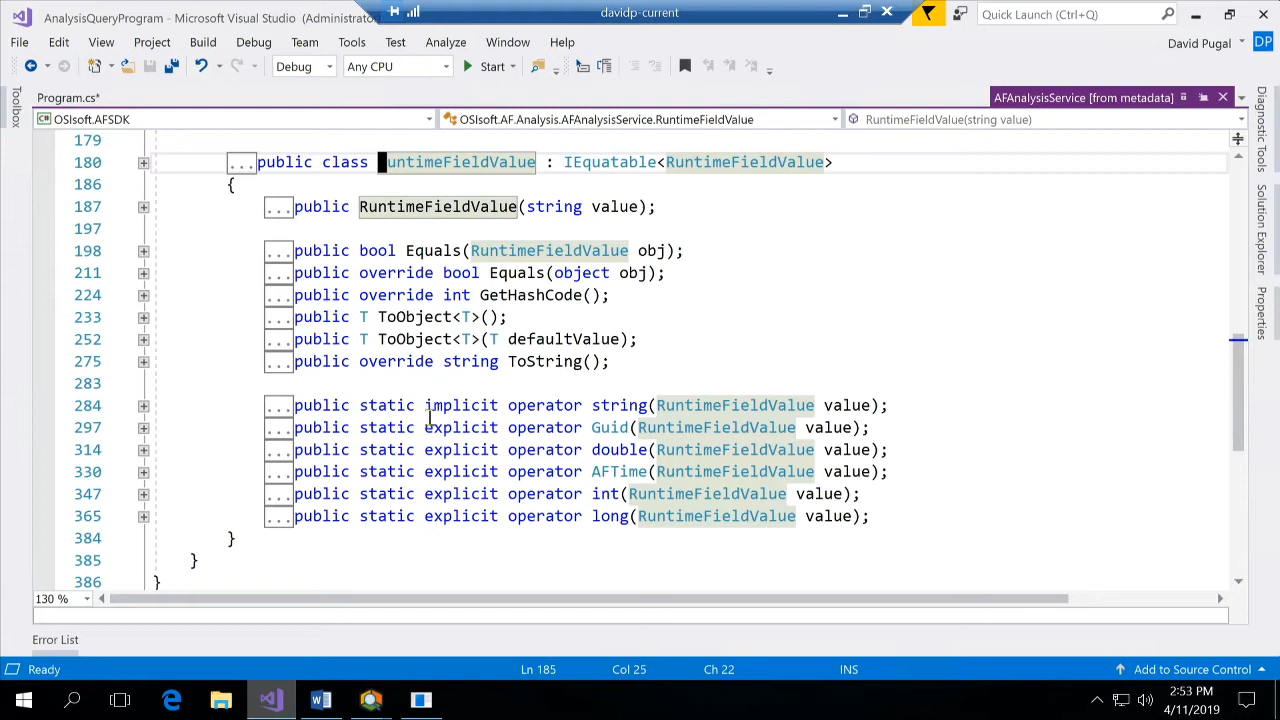 AnalysisQueryProgram - Microsoft Visual Studio (Administrator
davidp-current
Quick Launch (Ctrl+Q)
File Edit View Project Build Debug Team Tools Test Analyze Window Help
David Pugal
DP
Debug Any CPU Start
Program.cs*
AFAnalysisService [from metadata]
OSIsoft.AFSDK
OSIsoft.AF.Analysis.AFAnalysisService.RuntimeFieldValue
RuntimeFieldValue(string value)
Toolbox
Diagnostic Tools
Solution Explorer
Properties
179
180 ...public class RuntimeFieldValue : IEquatable<RuntimeFieldValue>
186 {
187 ...public RuntimeFieldValue(string value);
197
198 ...public bool Equals(RuntimeFieldValue obj);
211 ...public override bool Equals(object obj);
224 ...public override int GetHashCode();
233 ...public T ToObject<T>();
252 ...public T ToObject<T>(T defaultValue);
275 ...public override string ToString();
283
284 ...public static implicit operator string(RuntimeFieldValue value);
297 ...public static explicit operator Guid(RuntimeFieldValue value);
314 ...public static explicit operator double(RuntimeFieldValue value);
330 ...public static explicit operator AFTime(RuntimeFieldValue value);
347 ...public static explicit operator int(RuntimeFieldValue value);
365 ...public static explicit operator long(RuntimeFieldValue value);
384 }
385 }
386 }
130 %
Error List
Ready Ln 185 Col 25 Ch 22 INS Add to Source Control
2:53 PM
4/11/2019